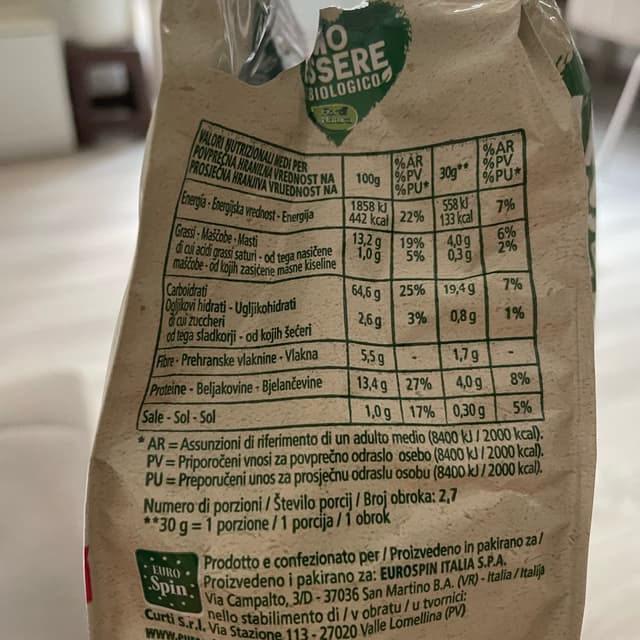 SSERE
BIOLOGICO
VALORI NUTRIZIONALI MEDI PER
POVPREČNA HRANILNA VREDNOST NA
PROSJEČNA HRANJIVA VRIJEDNOST NA
100g
%AR
%PV
%PU*
30g**
%AR
%PV
%PU*
Energia - Energijska vrednost - Energija
1858 kJ
442 kcal
22%
558 kJ
133 kcal
7%
Grassi - Maščobe - Masti
13,2 g 19% 4,0 g 6%
di cui acidi grassi saturi - od tega nasičene
maščobe - od kojih zasićene masne kiseline
1,0 g 5% 0,3 g 2%
Carboidrati
Ogljikovi hidrati - Ugljikohidrati
64,6 g 25% 19,4 g 7%
di cui zuccheri
od tega sladkorji - od kojih šećeri
2,6 g 3% 0,8 g 1%
Fibre - Prehranske vlaknine - Vlakna 5,5 g - 1,7 g -
Proteine - Beljakovine - Bjelančevine 13,4 g 27% 4,0 g 8%
Sale - Sol - Sol 1,0 g 17% 0,30 g 5%
* AR = Assunzioni di riferimento di un adulto medio (8400 kJ / 2000 kcal).
PV = Priporočeni vnosi za povprečno odraslo osebo (8400 kJ / 2000 kcal).
PU = Preporučeni unos za prosječnu odraslu osobu (8400 kJ / 2000 kcal).
Numero di porzioni / Število porcij / Broj obroka: 2,7
**30 g = 1 porzione / 1 porcija / 1 obrok
EURO
Spin
Prodotto e confezionato per / Proizvedeno in pakirano za /
Proizvedeno i pakirano za: EUROSPIN ITALIA S.P.A.
Via Campalto, 3/D - 37036 San Martino B.A. (VR) - Italia / Italija
nello stabilimento di / v obratu / u tvornici:
Curti s.r.l. Via Stazione 113 - 27020 Valle Lomellina (PV)